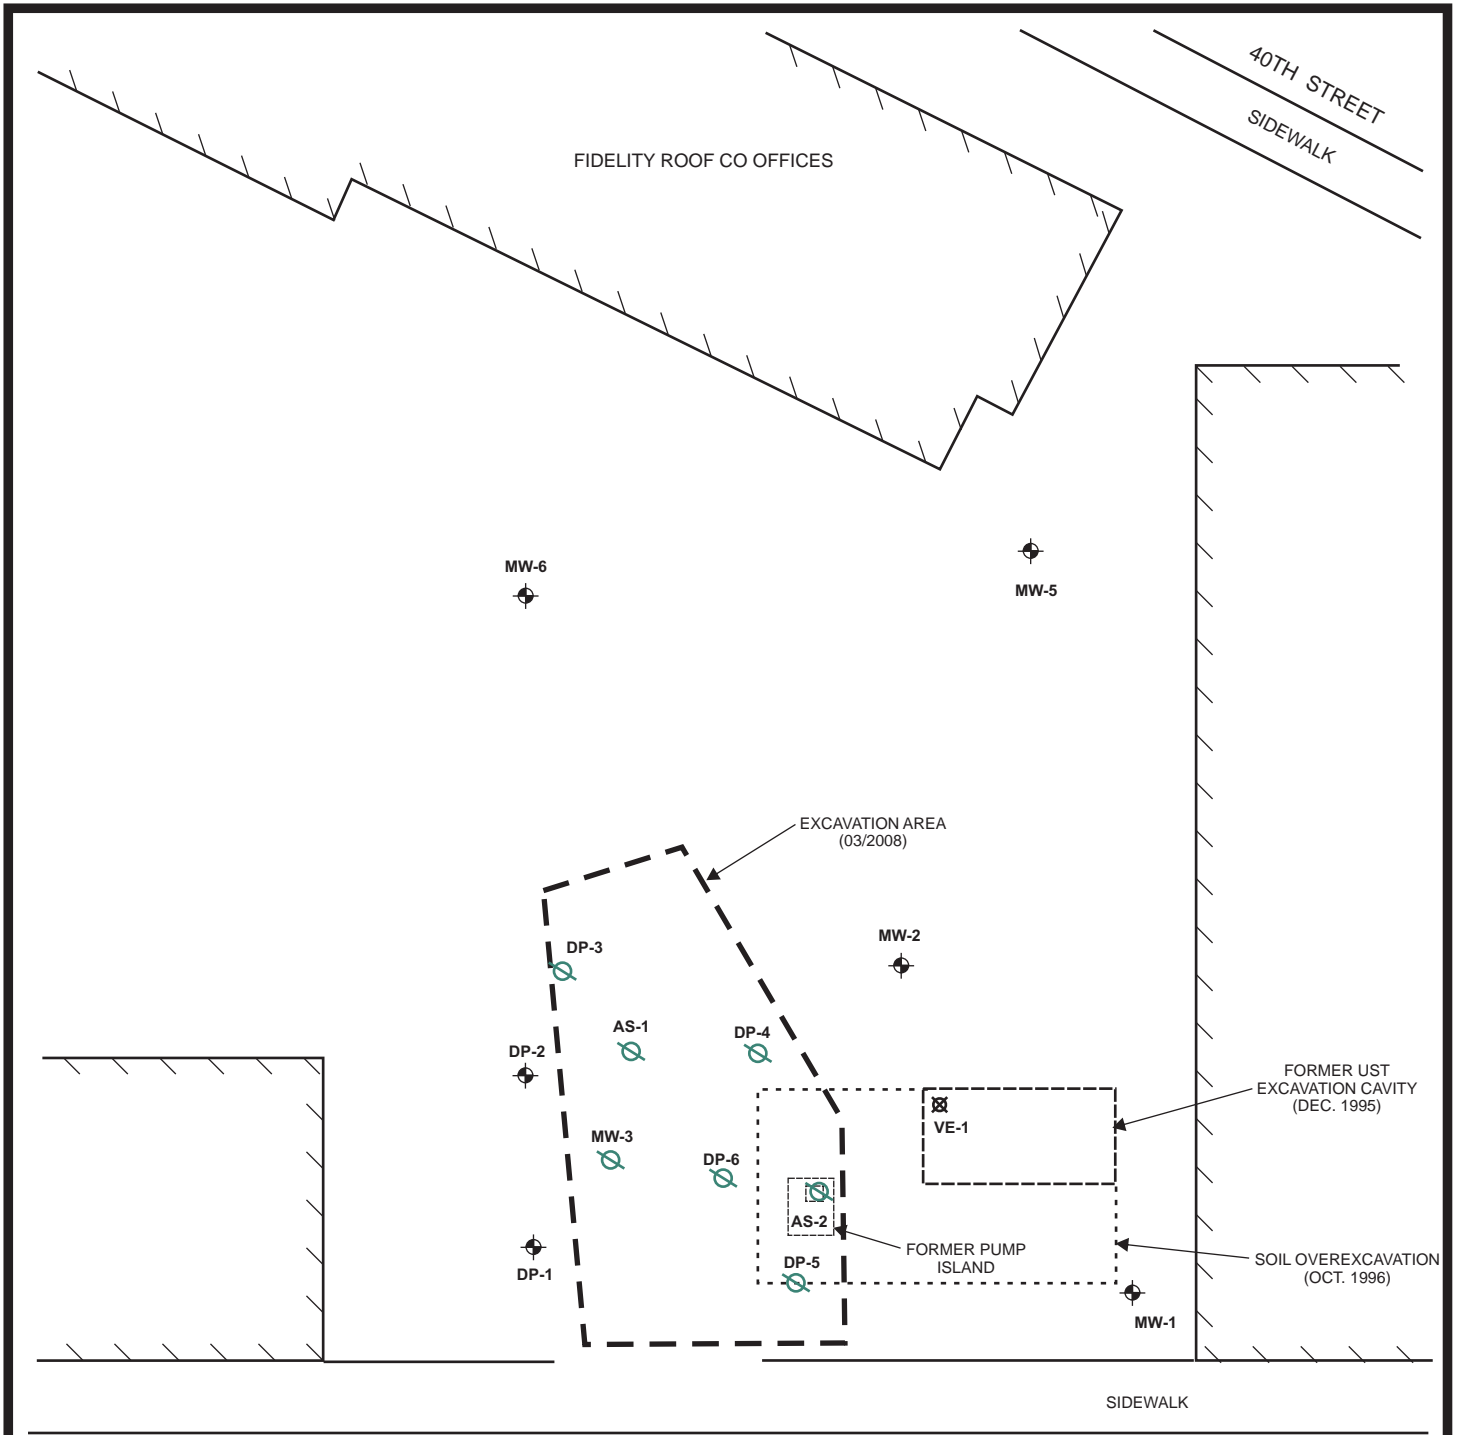 40TH STREET
SIDEWALK
FIDELITY ROOF CO OFFICES
MW-6
MW-5
EXCAVATION AREA
(03/2008)
MW-2
DP-3
AS-1
DP-4
DP-2
FORMER UST
EXCAVATION CAVITY
(DEC. 1995)
VE-1
MW-3
DP-6
AS-2
FORMER PUMP
ISLAND
SOIL OVEREXCAVATION
(OCT. 1996)
DP-5
DP-1
MW-1
SIDEWALK